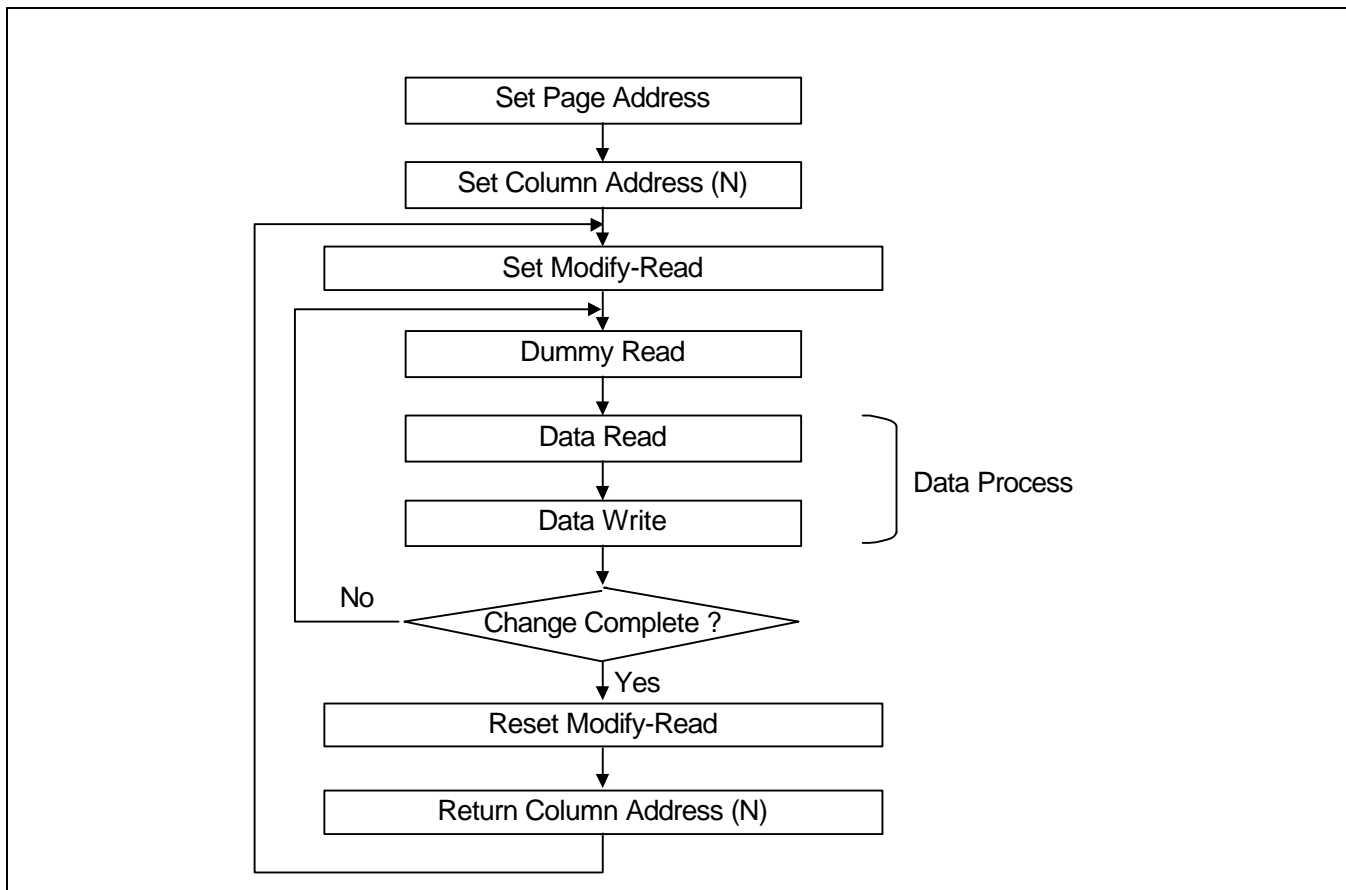 Set Page Address
Set Column Address (N)
Set Modify-Read
Dummy Read
Data Read
Data Process
Data Write
No
Change Complete ?
Yes
Reset Modify-Read
Return Column Address (N)